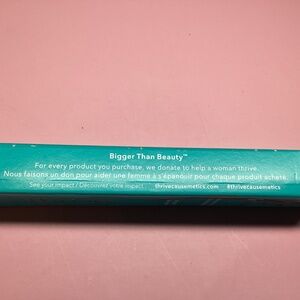 Bigger Than Beauty™
For every product you purchase, we donate to help a woman thrive.
Nous faisons un don pour aider une femme à s'épanouir pour chaque produit acheté.
See your impact / Découvrez votre impact thrivecausemetics.com #thrivecausemetics